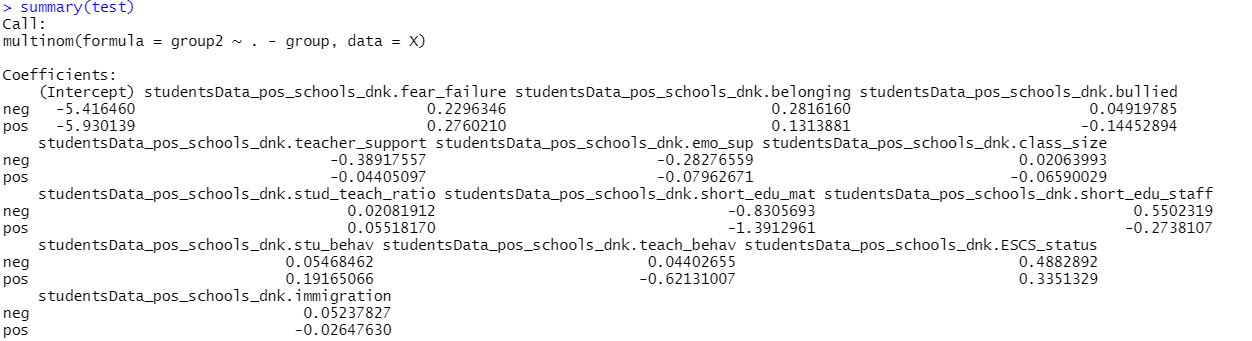 > summary(test)
Call:
multinom(formula = group2 ~ . - group, data = X)
Coefficients:
(Intercept) studentsData_pos_schools_dnk.fear_failure studentsData_pos_schools_dnk.belonging studentsData_pos_schools_dnk.bullied
neg -5.416460 0.2296346 0.2816160 0.04919785
pos -5.930139 0.2760210 0.1313881 -0.14452894
studentsData_pos_schools_dnk.teacher_support studentsData_pos_schools_dnk.emo_sup studentsData_pos_schools_dnk.class_size
neg -0.38917557 -0.28276559 0.02063993
pos -0.04405097 -0.07962671 -0.06590029
studentsData_pos_schools_dnk.stud_teach_ratio studentsData_pos_schools_dnk.short_edu_mat studentsData_pos_schools_dnk.short_edu_staff
neg 0.02081912 -0.8305693 0.5502319
pos 0.05518170 -1.3912961 -0.2738107
studentsData_pos_schools_dnk.stu_behav studentsData_pos_schools_dnk.teach_behav studentsData_pos_schools_dnk.ESCS_status
neg 0.05468462 0.04402655 0.4882892
pos 0.19165066 -0.62131007 0.3351329
studentsData_pos_schools_dnk.immigration
neg 0.05237827
pos -0.02647630